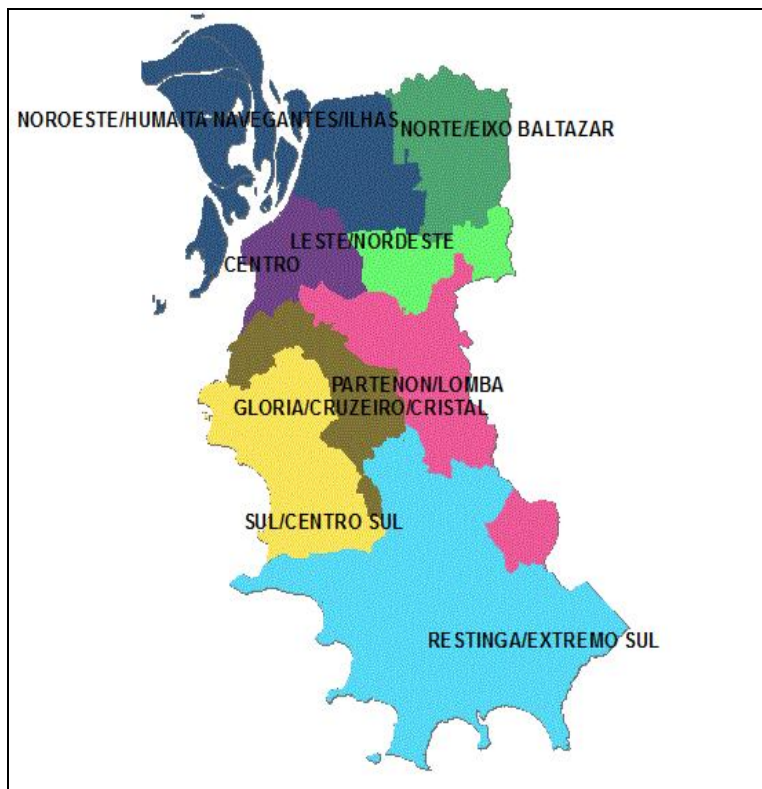 NOROESTE/HUMAITA NAVEGANTES/ILHAS
NORTE/EIXO BALTAZAR
LESTE/NORDESTE
CENTRO
PARTENON/LOMBA
GLORIA/CRUZEIRO/CRISTAL
SUL/CENTRO SUL
RESTINGA/EXTREMO SUL